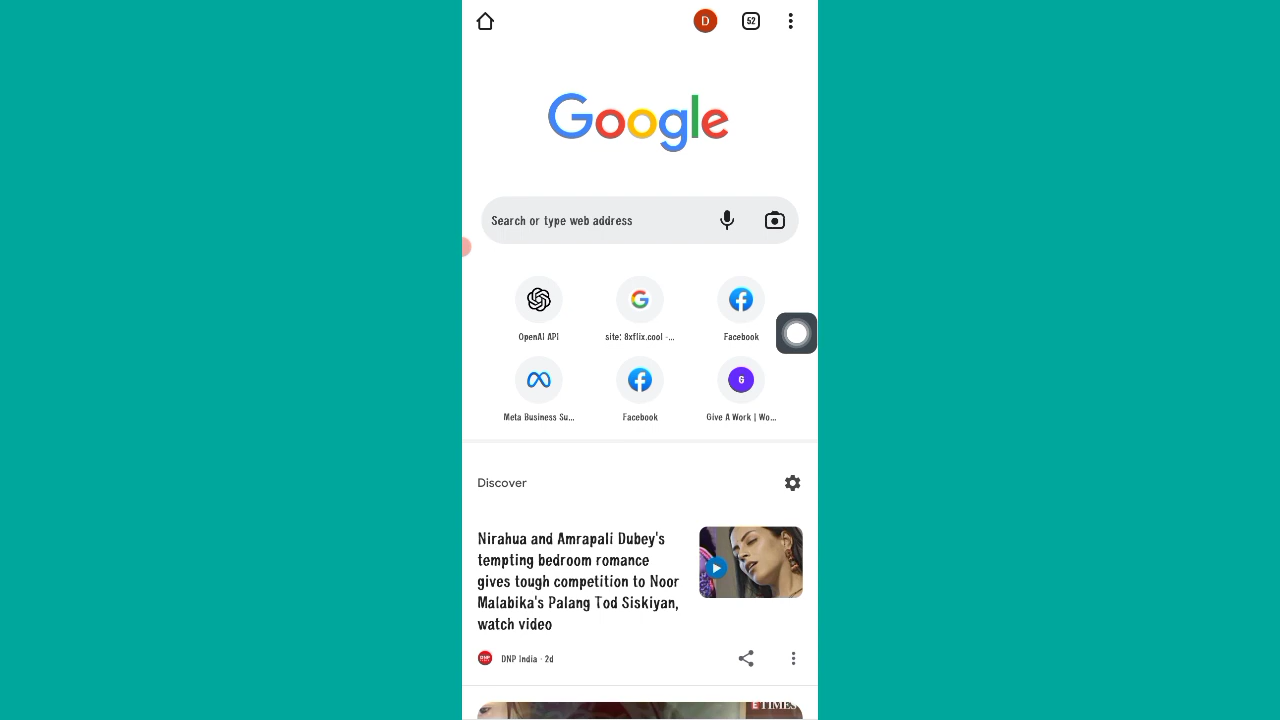 D
52
Google
Search or type web address
OpenAI API
site: 8xflix.cool -...
Facebook
G
Meta Business Su...
Facebook
Give A Work | Wo...
Discover
Nirahua and Amrapali Dubey's
tempting bedroom romance
gives tough competition to Noor
Malabika's Palang Tod Siskiyan,
watch video
DNP
DNP India · 2d
ETIMES